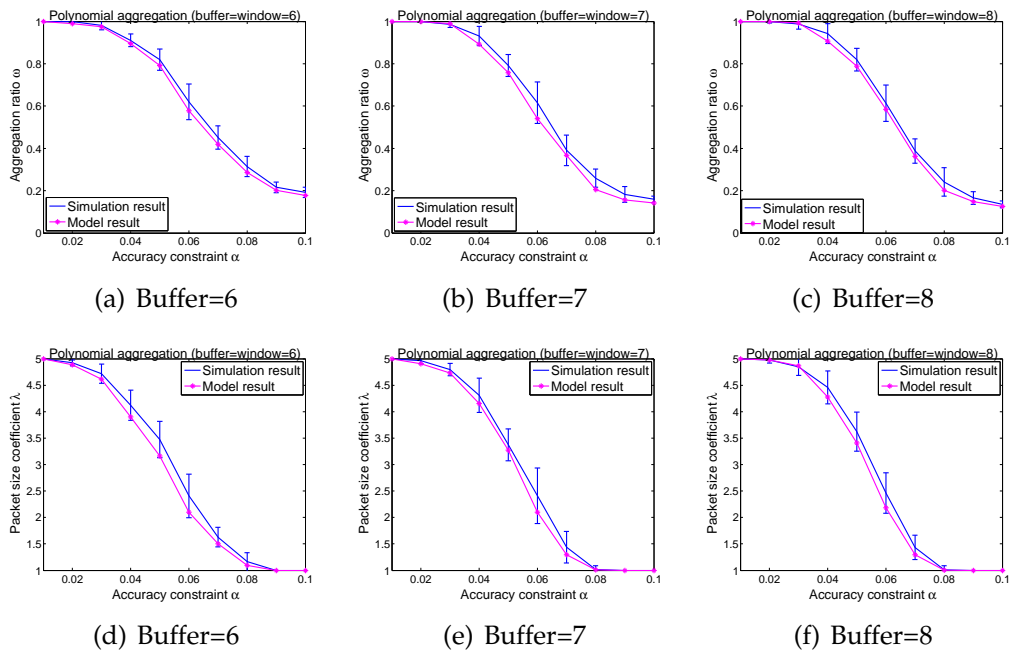 Polynomial aggregation (buffer=window=6)
1
0.8
0.6
0.4
0.2
0
Aggregation ratio ω
Simulation result
Model result
0.02 0.04 0.06 0.08 0.1
Accuracy constraint α
(a) Buffer=6
Polynomial aggregation (buffer=window=7)
1
0.8
0.6
0.4
0.2
0
Aggregation ratio ω
Simulation result
Model result
0.02 0.04 0.06 0.08 0.1
Accuracy constraint α
(b) Buffer=7
Polynomial aggregation (buffer=window=8)
1
0.8
0.6
0.4
0.2
0
Aggregation ratio ω
Simulation result
Model result
0.02 0.04 0.06 0.08 0.1
Accuracy constraint α
(c) Buffer=8
Polynomial aggregation (buffer=window=6)
5
4.5
4
3.5
3
2.5
2
1.5
1
Packet size coefficient λ
Simulation result
Model result
0.02 0.04 0.06 0.08 0.1
Accuracy constraint α
(d) Buffer=6
Polynomial aggregation (buffer=window=7)
5
4.5
4
3.5
3
2.5
2
1.5
1
Packet size coefficient λ
Simulation result
Model result
0.02 0.04 0.06 0.08 0.1
Accuracy constraint α
(e) Buffer=7
Polynomial aggregation (buffer=window=8)
5
4.5
4
3.5
3
2.5
2
1.5
1
Packet size coefficient λ
Simulation result
Model result
0.02 0.04 0.06 0.08 0.1
Accuracy constraint α
(f) Buffer=8